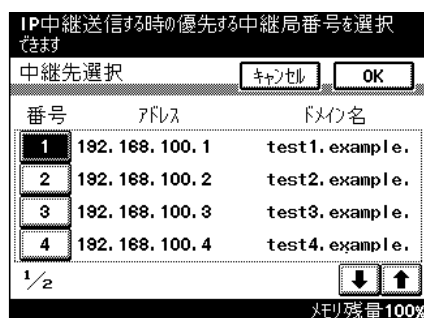 IP中継送信する時の優先する中継局番号を選択
できます
中継先選択 ｷｬﾝｾﾙ OK
番号 ｱﾄﾞﾚｽ ﾄﾞﾒｲﾝ名
1 192.168.100.1 test1.example.
2 192.168.100.2 test2.example.
3 192.168.100.3 test3.example.
4 192.168.100.4 test4.example.
1/2 ↓ ↑
ﾒﾓﾘ残量100%